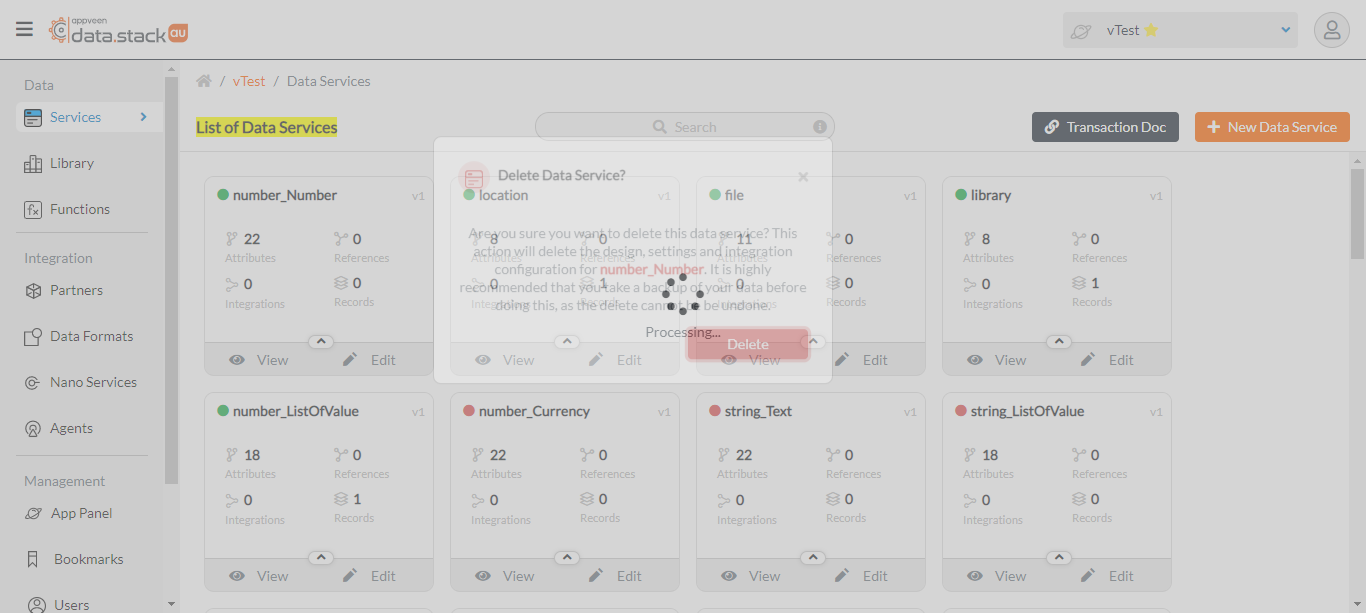 appveen
data.stack au
vTest ⭐
Data
Services
Library
Functions
Integration
Partners
Data Formats
Nano Services
Agents
Management
App Panel
Bookmarks
Users
/ vTest / Data Services
List of Data Services
Search
Transaction Doc
New Data Service
Delete Data Service?
Are you sure you want to delete this data service? This
action will delete the design, settings and integration
configuration for number_Number. It is highly
recommended that you take a backup of your data before
doing this, as the delete cannot be be undone.
Processing...
Delete
number_Number v1
22 0
Attributes References
0 0
Integrations Records
View Edit
location v1
8 0
Attributes References
0 1
Integrations Records
View Edit
file v1
11 0
Attributes References
0 0
Integrations Records
View Edit
library v1
8 0
Attributes References
0 1
Integrations Records
View Edit
number_ListOfValue v1
18 0
Attributes References
0 1
Integrations Records
View Edit
number_Currency v1
22 0
Attributes References
0 0
Integrations Records
View Edit
string_Text v1
22 0
Attributes References
0 0
Integrations Records
View Edit
string_ListOfValue v1
18 0
Attributes References
0 0
Integrations Records
View Edit